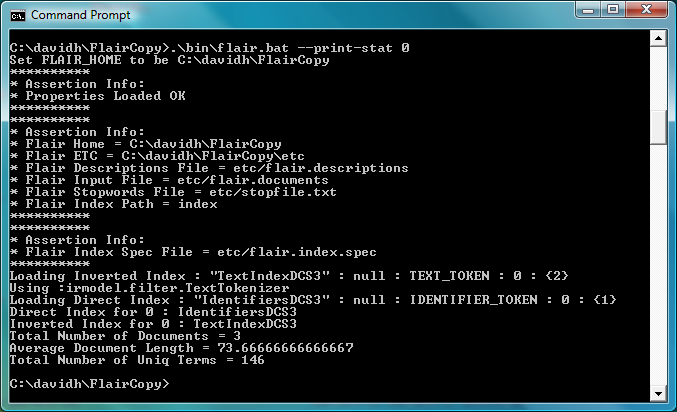 Command Prompt
C:\davidh\FlairCopy>.\bin\flair.bat --print-stat 0
Set FLAIR_HOME to be C:\davidh\FlairCopy
**********
* Assertion Info:
* Properties Loaded OK
**********
**********
* Assertion Info:
* Flair Home = C:\davidh\FlairCopy
* Flair ETC = C:\davidh\FlairCopy\etc
* Flair Descriptions File = etc/flair.descriptions
* Flair Input File = etc/flair.documents
* Flair Stopwords File = etc/stopfile.txt
* Flair Index Path = index
**********
**********
* Assertion Info:
* Flair Index Spec File = etc/flair.index.spec
**********
Loading Inverted Index : "TextIndexDCS3" : null : TEXT_TOKEN : 0 : {2}
Using :irmodel.filter.TextTokenizer
Loading Direct Index : "IdentifiersDCS3" : null : IDENTIFIER_TOKEN : 0 : {1}
Direct Index for 0 : IdentifiersDCS3
Inverted Index for 0 : TextIndexDCS3
Total Number of Documents = 3
Average Document Length = 73.66666666666667
Total Number of Uniq Terms = 146
C:\davidh\FlairCopy>